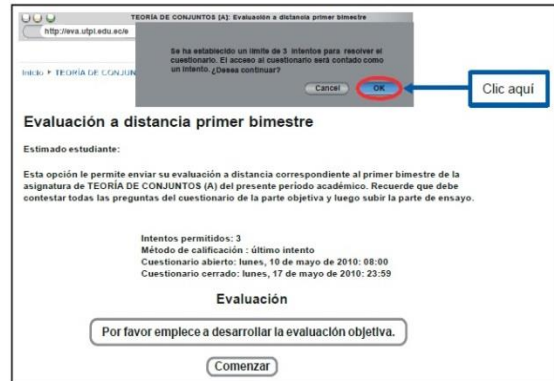 TEORÍA DE CONJUNTOS [A]: Evaluación a distancia primer bimestre
http://eva.utpl.edu.ec/e
Se ha establecido un límite de 3 intentos para resolver el
cuestionario. El acceso al cuestionario será contado como
un intento. ¿Desea continuar?
Inicio ▸ TEORÍA DE CONJUN
Cancel
OK
Clic aquí
Evaluación a distancia primer bimestre
Estimado estudiante:
Esta opción le permite enviar su evaluación a distancia correspondiente al primer bimestre de la
asignatura de TEORÍA DE CONJUNTOS (A) del presente período académico. Recuerde que debe
contestar todas las preguntas del cuestionario de la parte objetiva y luego subir la parte de ensayo.
Intentos permitidos: 3
Método de calificación : último intento
Cuestionario abierto: lunes, 10 de mayo de 2010: 08:00
Cuestionario cerrado: lunes, 17 de mayo de 2010: 23:59
Evaluación
Por favor empiece a desarrollar la evaluación objetiva.
Comenzar